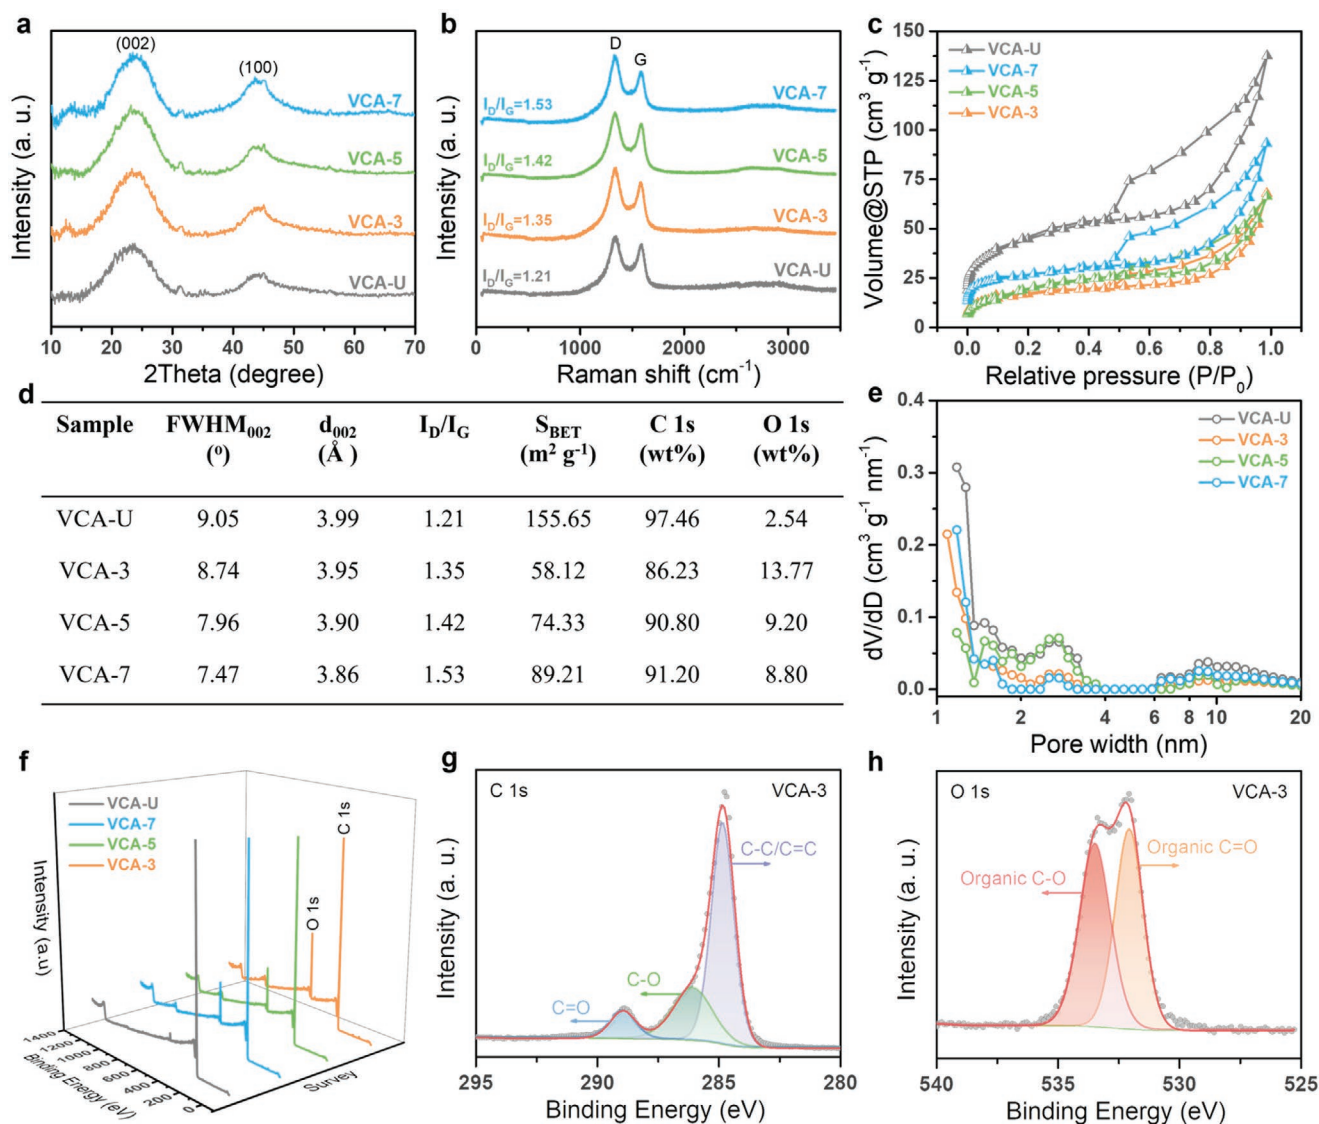 a
(002)
(100)
VCA-7
VCA-5
VCA-3
VCA-U
Intensity (a. u.)
10 20 30 40 50 60 70
2Theta (degree)
b
D
G
I_D/I_G=1.53
VCA-7
I_D/I_G=1.42
VCA-5
I_D/I_G=1.35
VCA-3
I_D/I_G=1.21
VCA-U
Intensity (a. u.)
0 1000 2000 3000
Raman shift (cm⁻¹)
c
VCA-U
VCA-7
VCA-5
VCA-3
Volume@STP (cm³ g⁻¹)
150
125
100
75
50
25
0
0.0 0.2 0.4 0.6 0.8 1.0
Relative pressure (P/P₀)
d
Sample FWHM₀₀₂ d₀₀₂ I_D/I_G S_BET C 1s O 1s
(º) (Å ) (m² g⁻¹) (wt%) (wt%)
VCA-U 9.05 3.99 1.21 155.65 97.46 2.54
VCA-3 8.74 3.95 1.35 58.12 86.23 13.77
VCA-5 7.96 3.90 1.42 74.33 90.80 9.20
VCA-7 7.47 3.86 1.53 89.21 91.20 8.80
e
VCA-U
VCA-3
VCA-5
VCA-7
dV/dD (cm³ g⁻¹ nm⁻¹)
0.4
0.3
0.2
0.1
0.0
1 2 4 6 8 10 20
Pore width (nm)
f
VCA-U
VCA-7
VCA-5
VCA-3
C 1s
O 1s
Intensity (a.u)
1400 1200 1000 800 600 400 200 0
Binding Energy (eV)
Survey
g
C 1s
VCA-3
C-C/C=C
C-O
C=O
Intensity (a. u.)
295 290 285 280
Binding Energy (eV)
h
O 1s
VCA-3
Organic C=O
Organic C-O
Intensity (a. u.)
540 535 530 525
Binding Energy (eV)